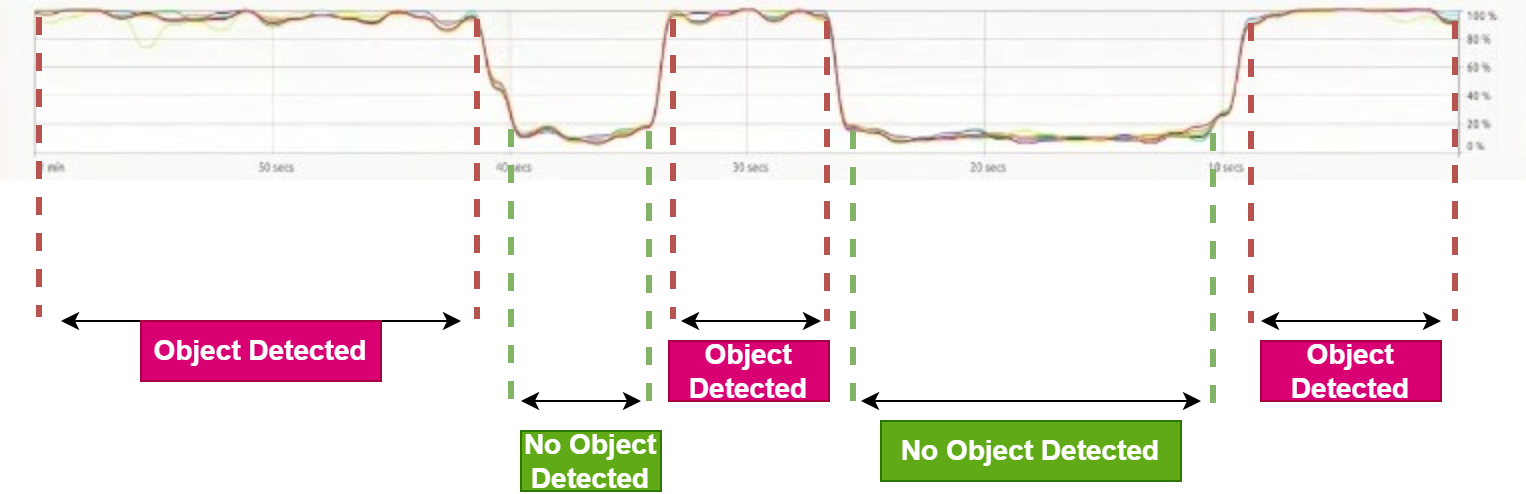 100 %
80 %
60 %
40 %
20 %
0 %
min
50 secs
40 secs
30 secs
20 secs
10 secs
Object Detected
Object
Detected
Object
Detected
No Object
Detected
No Object Detected